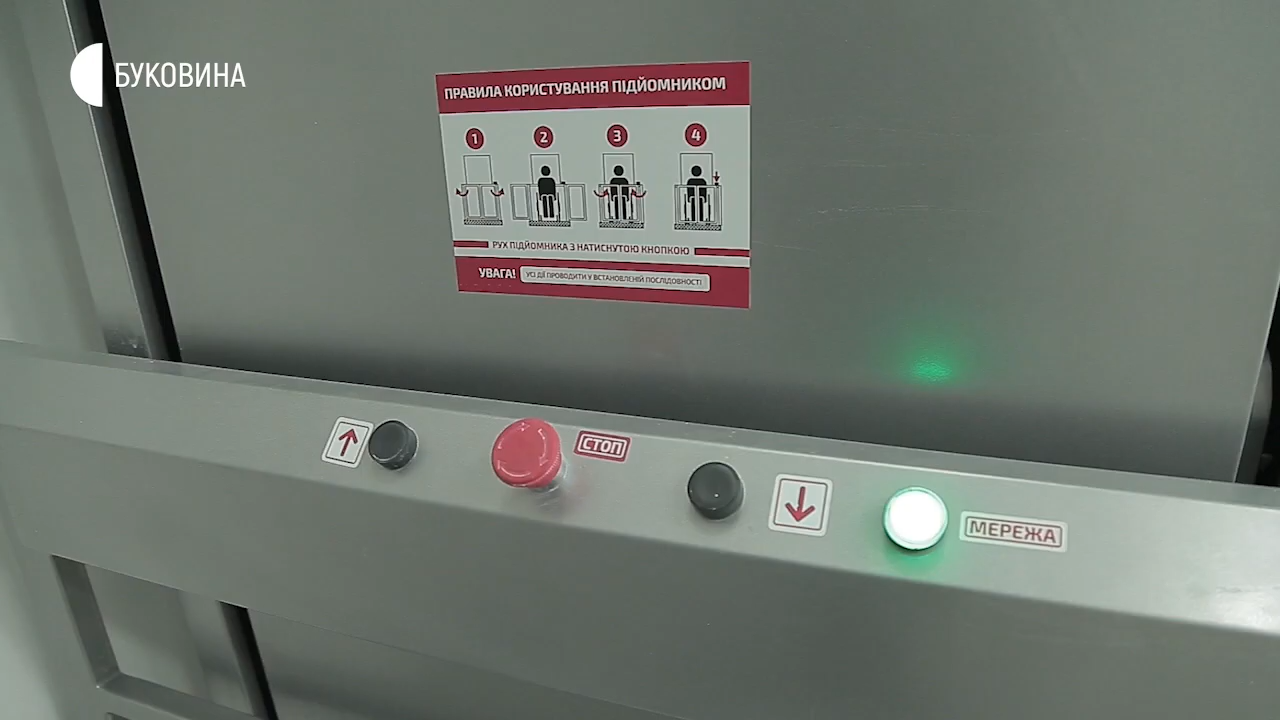 БУКОВИНА
ПРАВИЛА КОРИСТУВАННЯ ПІДЙОМНИКОМ
1 2 3 4
РУХ ПІДЙОМНИКА З НАТИСНУТОЮ КНОПКОЮ
УВАГА! УСІ ДІЇ ПРОВОДИТИ У ВСТАНОВЛЕНІЙ ПОСЛІДОВНОСТІ
СТОП
МЕРЕЖА